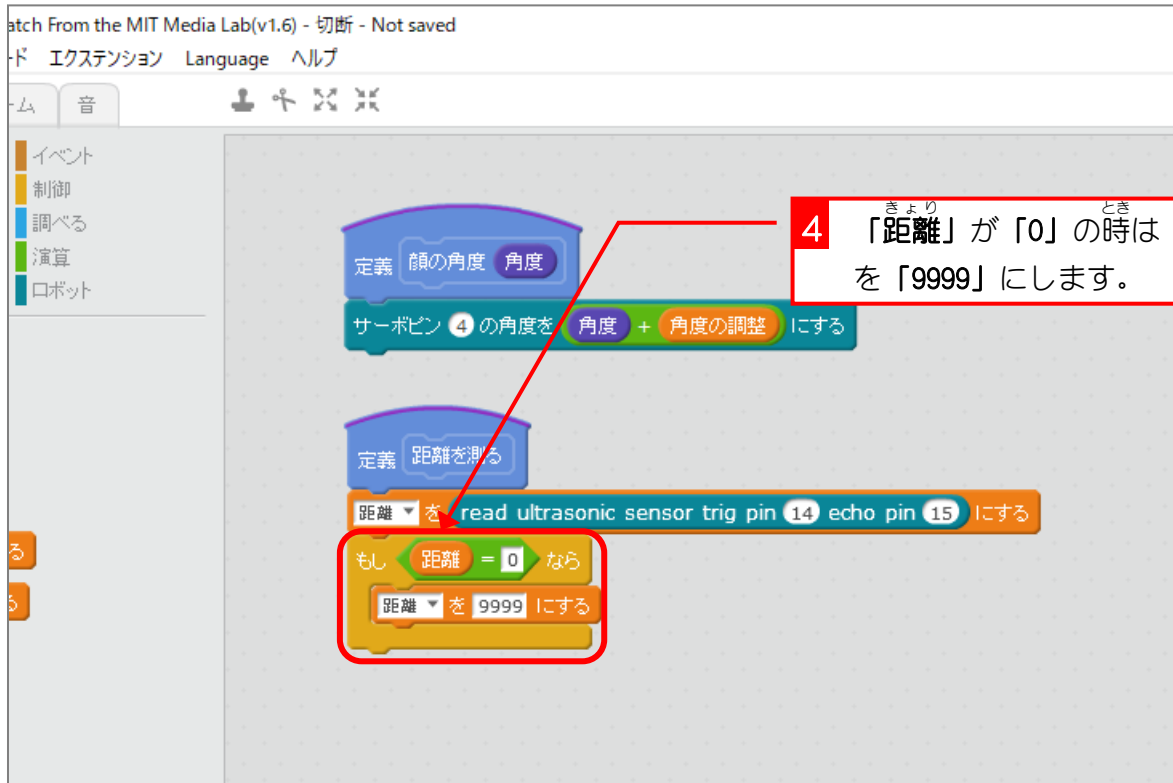 atch From the MIT Media Lab(v1.6) - 切断 - Not saved
ード エクステンション Language ヘルプ
ーム 音
イベント
制御
調べる
演算
ロボット
4 「距離」が「0」の時は
きょり とき
を「9999」にします。
定義 顔の角度 角度
サーボピン 4 の角度を 角度 + 角度の調整 にする
定義 距離を測る
距離 を read ultrasonic sensor trig pin 14 echo pin 15 にする
もし 距離 = 0 なら
距離 を 9999 にする
る
る